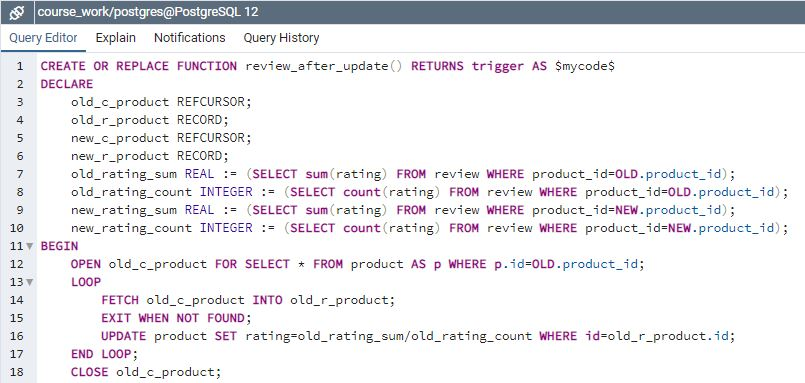 course_work/postgres@PostgreSQL 12
Query Editor Explain Notifications Query History
1 CREATE OR REPLACE FUNCTION review_after_update() RETURNS trigger AS $mycode$
2 DECLARE
3     old_c_product REFCURSOR;
4     old_r_product RECORD;
5     new_c_product REFCURSOR;
6     new_r_product RECORD;
7     old_rating_sum REAL := (SELECT sum(rating) FROM review WHERE product_id=OLD.product_id);
8     old_rating_count INTEGER := (SELECT count(rating) FROM review WHERE product_id=OLD.product_id);
9     new_rating_sum REAL := (SELECT sum(rating) FROM review WHERE product_id=NEW.product_id);
10     new_rating_count INTEGER := (SELECT count(rating) FROM review WHERE product_id=NEW.product_id);
11 BEGIN
12     OPEN old_c_product FOR SELECT * FROM product AS p WHERE p.id=OLD.product_id;
13     LOOP
14         FETCH old_c_product INTO old_r_product;
15         EXIT WHEN NOT FOUND;
16         UPDATE product SET rating=old_rating_sum/old_rating_count WHERE id=old_r_product.id;
17     END LOOP;
18     CLOSE old_c_product;